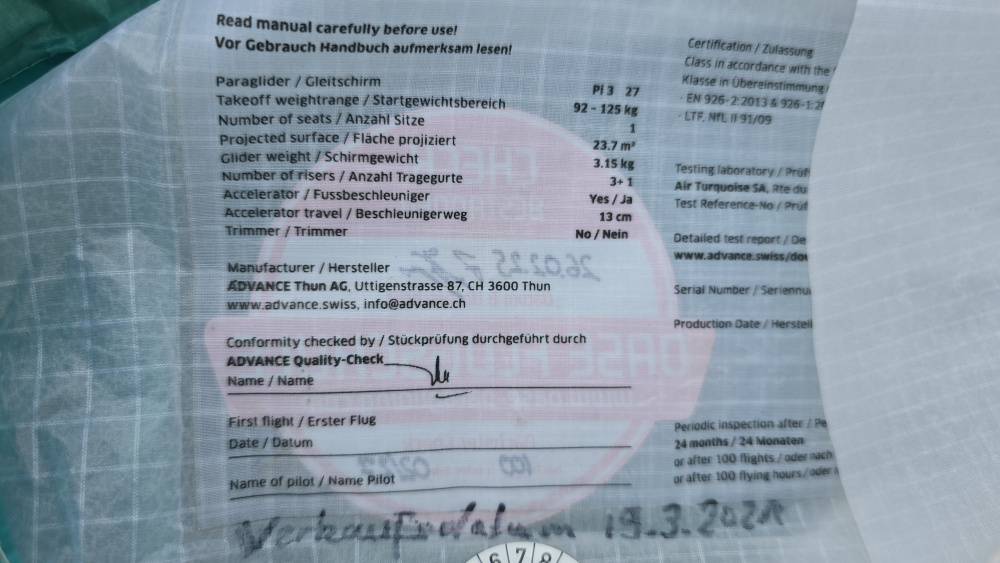 Read manual carefully before use!
Vor Gebrauch Handbuch aufmerksam lesen!
Paraglider / Gleitschirm Pi 3 27
Takeoff weightrange / Startgewichtsbereich 92 - 125 kg
Number of seats / Anzahl Sitze 1
Projected surface / Fläche projiziert 23.7 m²
Glider weight / Schirmgewicht 3.15 kg
Number of risers / Anzahl Tragegurte 3+1
Accelerator / Fussbeschleuniger Yes / Ja
Accelerator travel / Beschleunigerweg 13 cm
Trimmer / Trimmer No / Nein
Manufacturer / Hersteller
ADVANCE Thun AG, Uttigenstrasse 87, CH 3600 Thun
www.advance.swiss, info@advance.ch
Conformity checked by / Stückprüfung durchgeführt durch
ADVANCE Quality-Check
Name / Name
First flight / Erster Flug
Date / Datum
Name of pilot / Name Pilot
Certification / Zulassung
Class in accordance with the
Klasse in Übereinstimmung
- EN 926-2:2013 & 926-1:2
- LTF, NfL II 91/09
Testing laboratory / Prüf
Air Turquoise SA, Rte du
Test Reference-No / Prüf
Detailed test report / De
www.advance.swiss/do
Serial Number / Seriennu
Production Date / Herstell
Periodic inspection after / Pe
24 months / 24 Monaten
or after 100 flights / oder nach
or after 100 flying hours / oder
Verkaufsdatum 19.3.2021
26.02.25
100 02/27
6 7 8